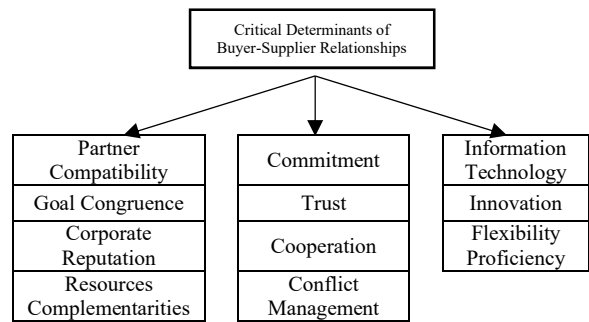 Critical Determinants of
Buyer-Supplier Relationships
Partner
Compatibility
Goal Congruence
Corporate
Reputation
Resources
Complementarities
Commitment
Trust
Cooperation
Conflict
Management
Information
Technology
Innovation
Flexibility
Proficiency